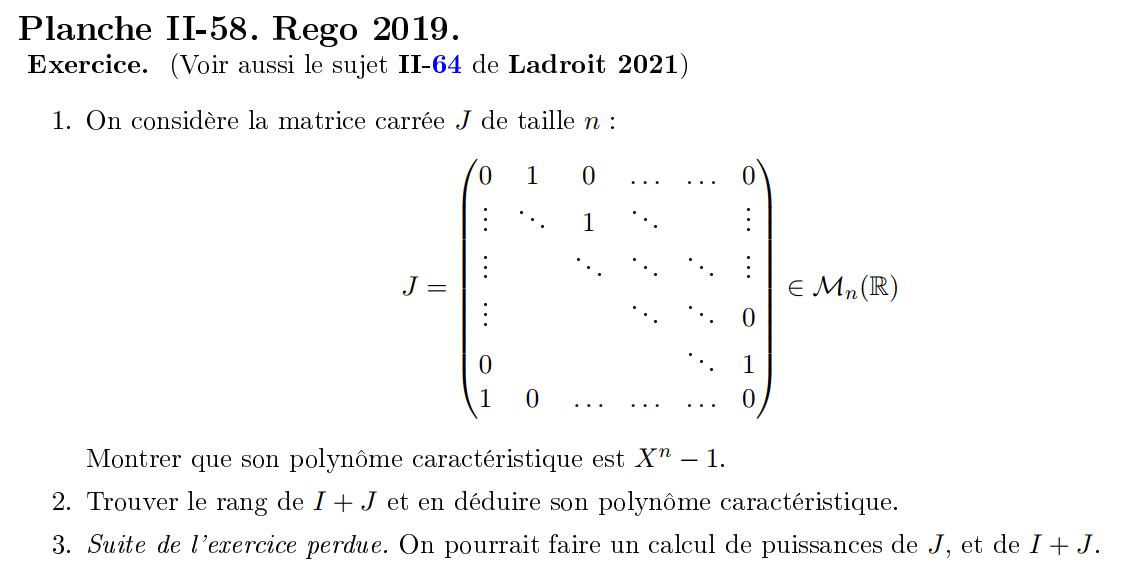 Planche II-58. Rego 2019.
Exercice. (Voir aussi le sujet II-64 de Ladroit 2021)
1. On considère la matrice carrée J de taille n :
J = \begin{pmatrix} 0 & 1 & 0 & \dots & \dots & 0 \\ \vdots & \ddots & 1 & \ddots & & \vdots \\ \vdots & & \ddots & \ddots & \ddots & \vdots \\ \vdots & & & \ddots & \ddots & 0 \\ 0 & & & & \ddots & 1 \\ 1 & 0 & \dots & \dots & \dots & 0 \end{pmatrix} \in \mathcal{M}_n(\mathbb{R})
Montrer que son polynôme caractéristique est X^n − 1.
2. Trouver le rang de I + J et en déduire son polynôme caractéristique.
3. Suite de l'exercice perdue. On pourrait faire un calcul de puissances de J, et de I + J.